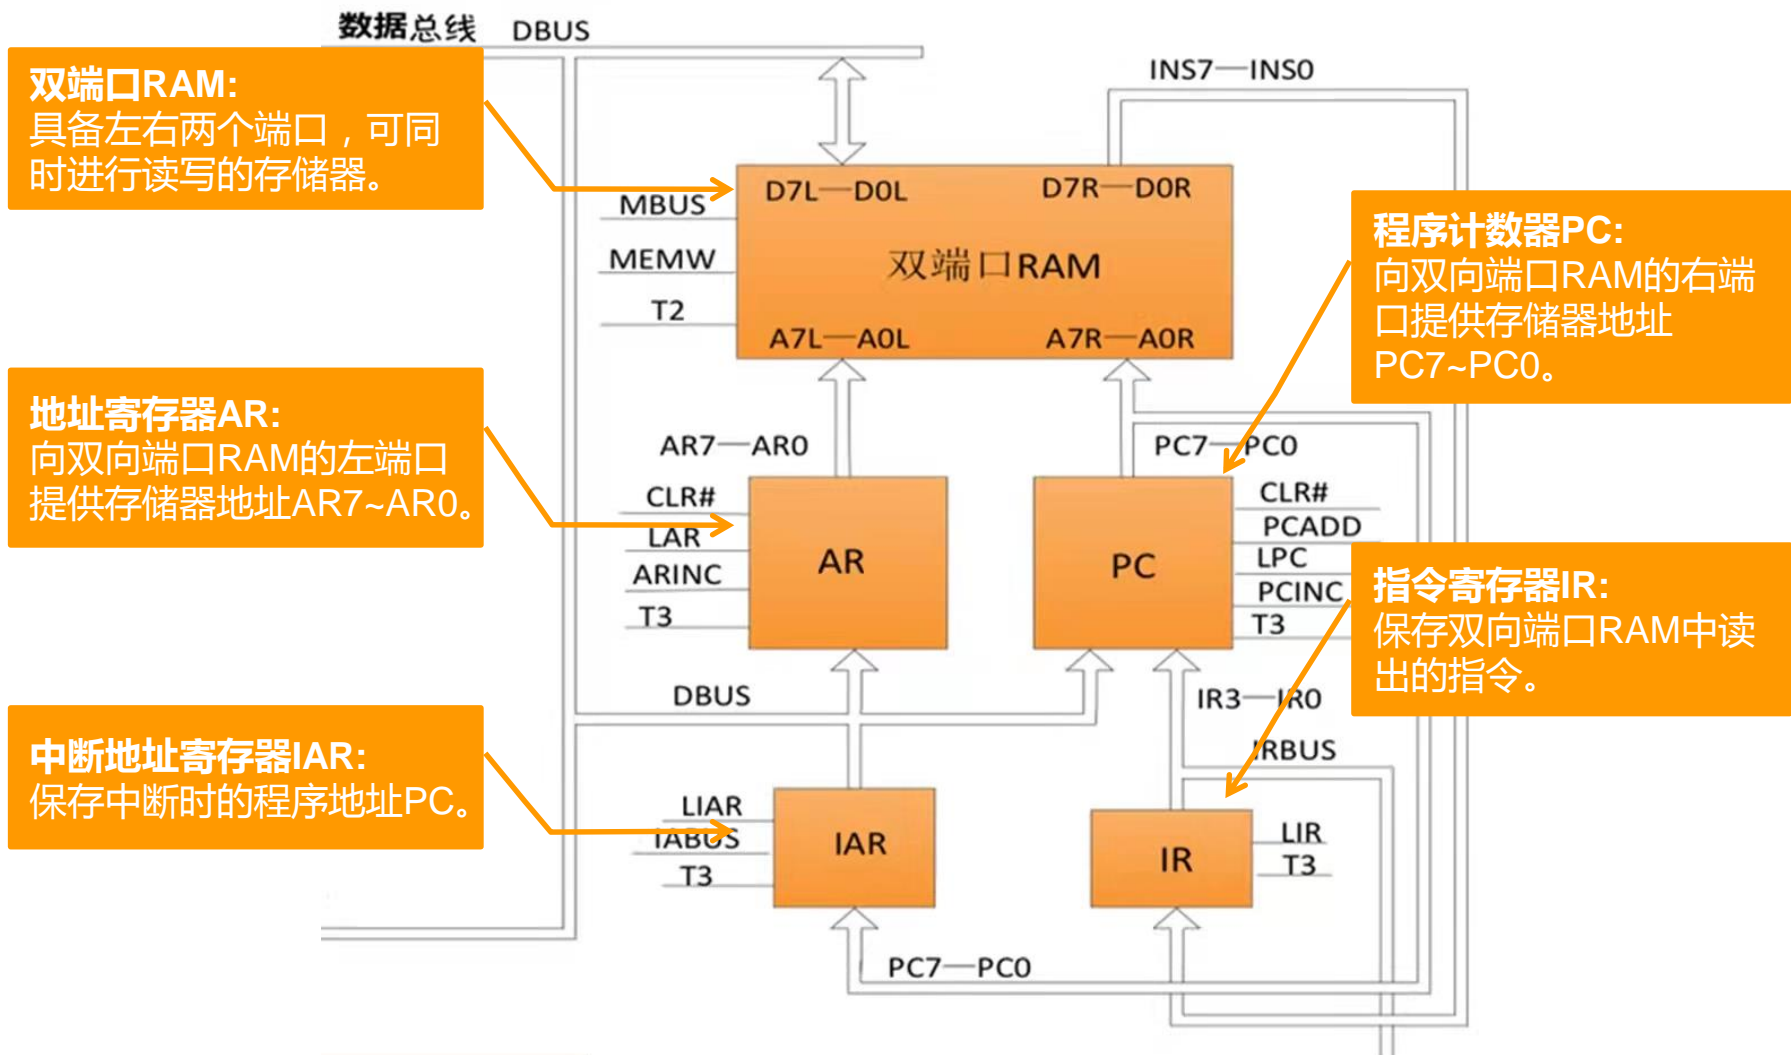 数据总线 DBUS
双端口RAM:
具备左右两个端口，可同
时进行读写的存储器。
INS7—INS0
D7L—D0L
D7R—D0R
MBUS
MEMW
T2
双端口RAM
A7L—A0L
A7R—A0R
程序计数器PC:
向双向端口RAM的右端
口提供存储器地址
PC7~PC0。
地址寄存器AR:
向双向端口RAM的左端口
提供存储器地址AR7~AR0。
AR7—AR0
PC7—PC0
CLR#
LAR
ARINC
T3
AR
PC
CLR#
PCADD
LPC
PCINC
T3
指令寄存器IR:
保存双向端口RAM中读
出的指令。
DBUS
IR3—IR0
IRBUS
中断地址寄存器IAR:
保存中断时的程序地址PC。
LIAR
IABUS
T3
IAR
IR
LIR
T3
PC7—PC0